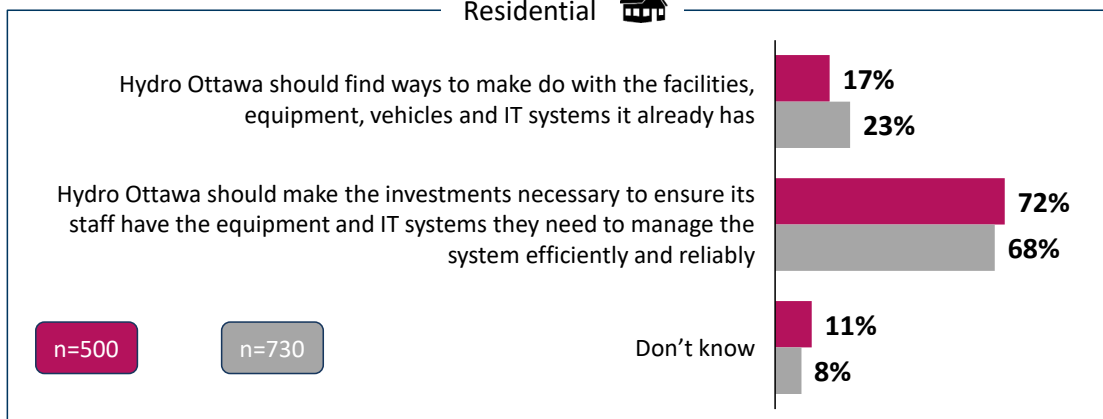 Residential
Hydro Ottawa should find ways to make do with the facilities,
equipment, vehicles and IT systems it already has
17%
23%
Hydro Ottawa should make the investments necessary to ensure its
staff have the equipment and IT systems they need to manage the
system efficiently and reliably
72%
68%
Don’t know
11%
8%
n=500
n=730